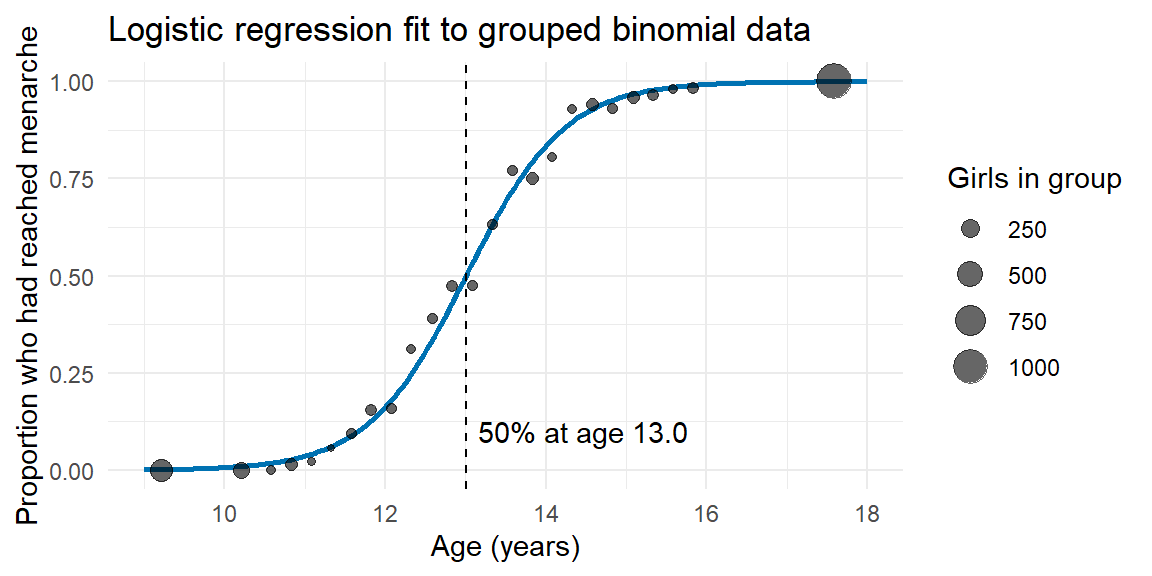 Logistic regression fit to grouped binomial data
Proportion who had reached menarche
1.00
0.75
0.50
0.25
0.00
50% at age 13.0
10
12
14
16
18
Age (years)
Girls in group
250
500
750
1000